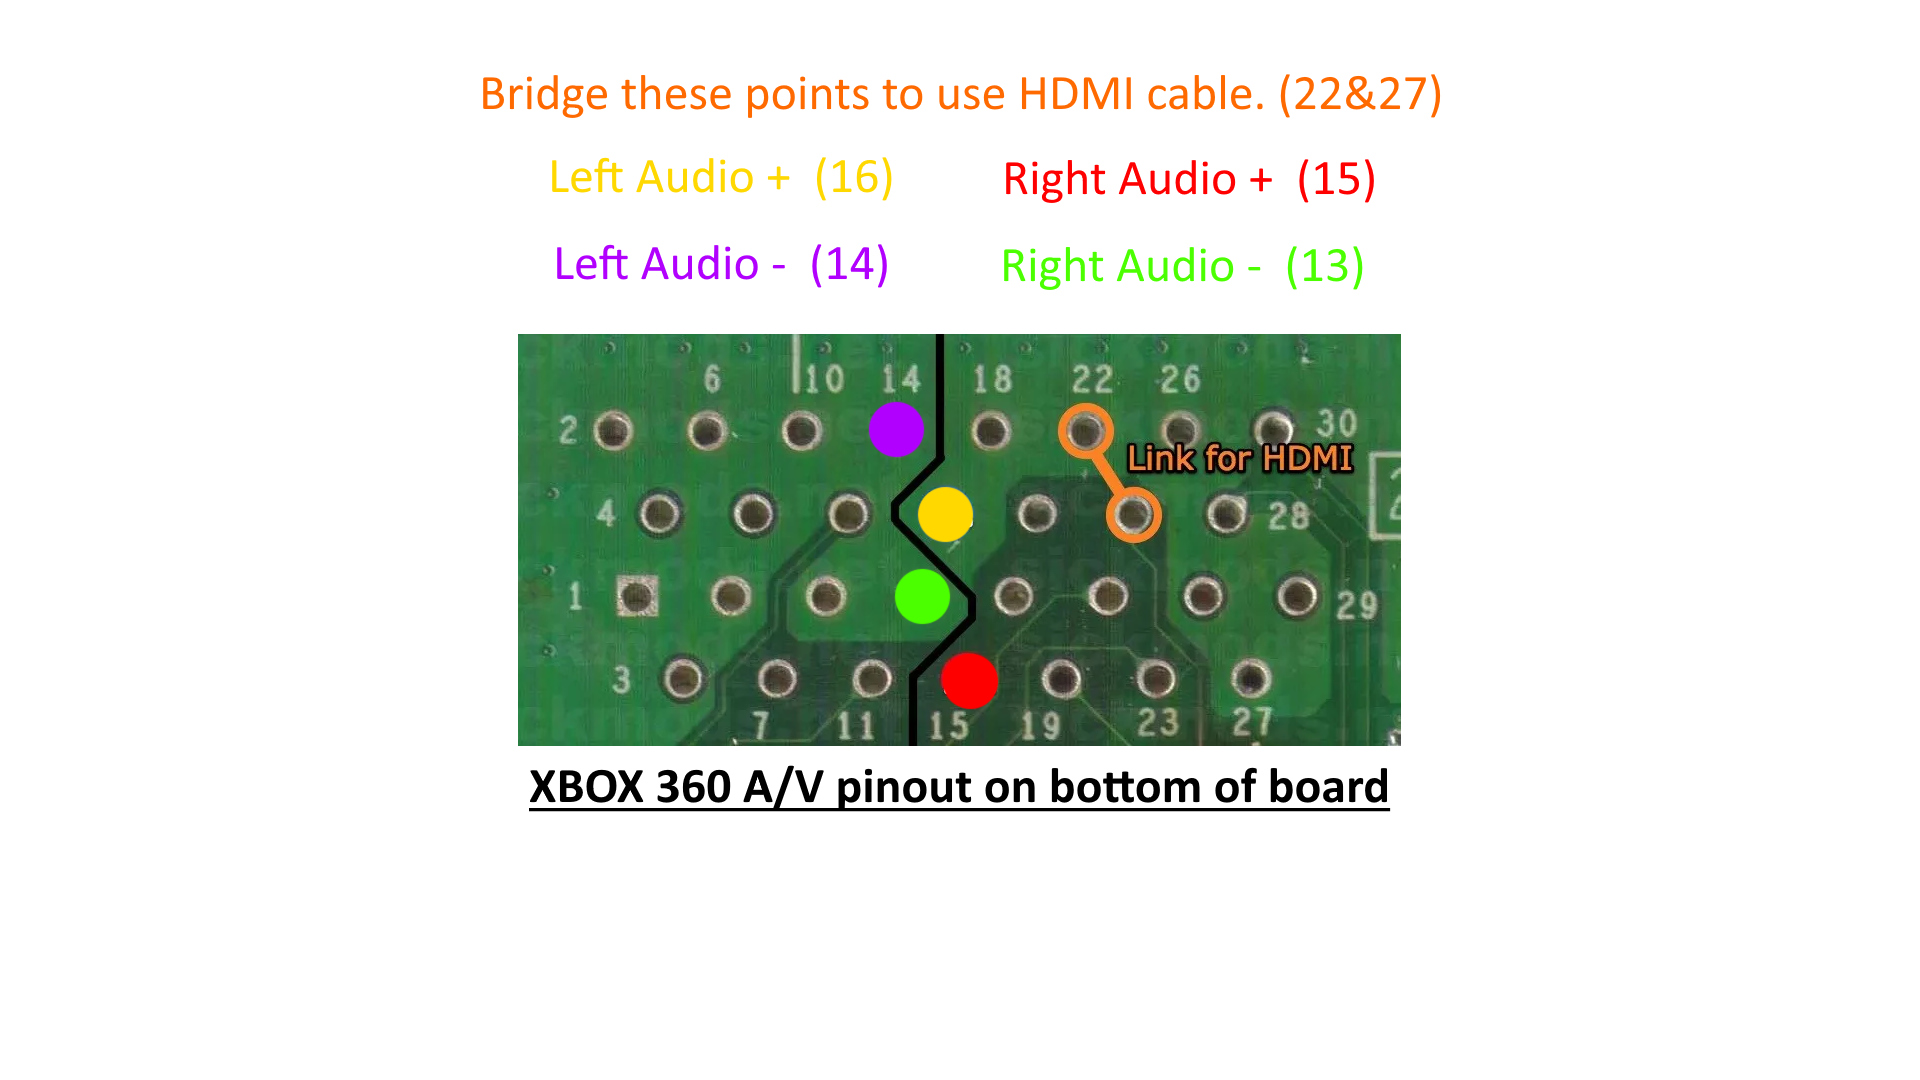 Bridge these points to use HDMI cable. (22&27)
Left Audio + (16) Right Audio + (15)
Left Audio - (14) Right Audio - (13)
6 10 14 18 22 26
2 30
Link for HDMI
4 28
1 29
3
7 11 15 19 23 27
XBOX 360 A/V pinout on bottom of board